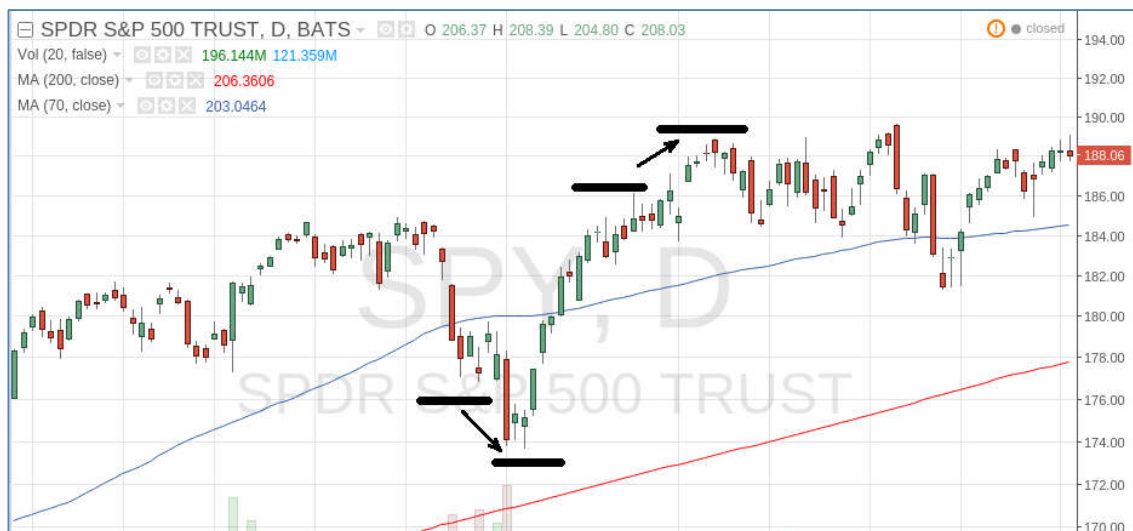 SPDR S&P 500 TRUST, D, BATS O 206.37 H 208.39 L 204.80 C 208.03 closed
Vol (20, false) 196.144M 121.359M
MA (200, close) 206.3606
MA (70, close) 203.0464
SPY, D
SPDR S&P 500 TRUST
194.00
192.00
190.00
188.06
186.00
184.00
182.00
180.00
178.00
176.00
174.00
172.00
170.00